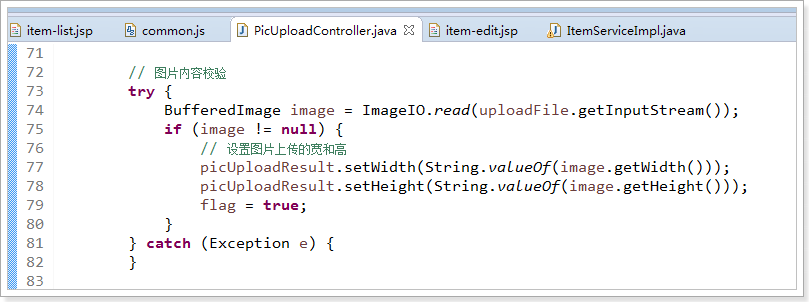 item-list.jsp common.js PicUploadController.java item-edit.jsp ItemServiceImpl.java
71
72 // 图片内容校验
73 try {
74 BufferedImage image = ImageIO.read(uploadFile.getInputStream());
75 if (image != null) {
76 // 设置图片上传的宽和高
77 picUploadResult.setWidth(String.valueOf(image.getWidth()));
78 picUploadResult.setHeight(String.valueOf(image.getHeight()));
79 flag = true;
80 }
81 } catch (Exception e) {
82 }
83